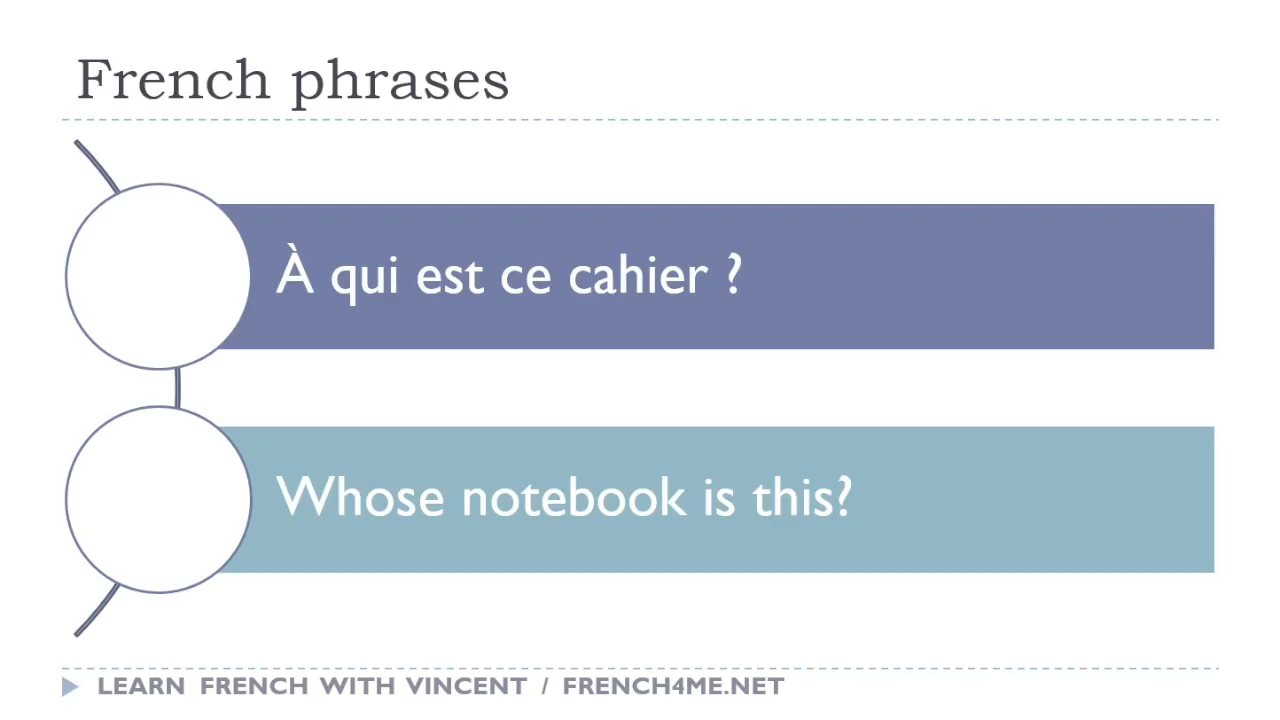 French phrases
À qui est ce cahier ?
Whose notebook is this?
LEARN FRENCH WITH VINCENT / FRENCH4ME.NET